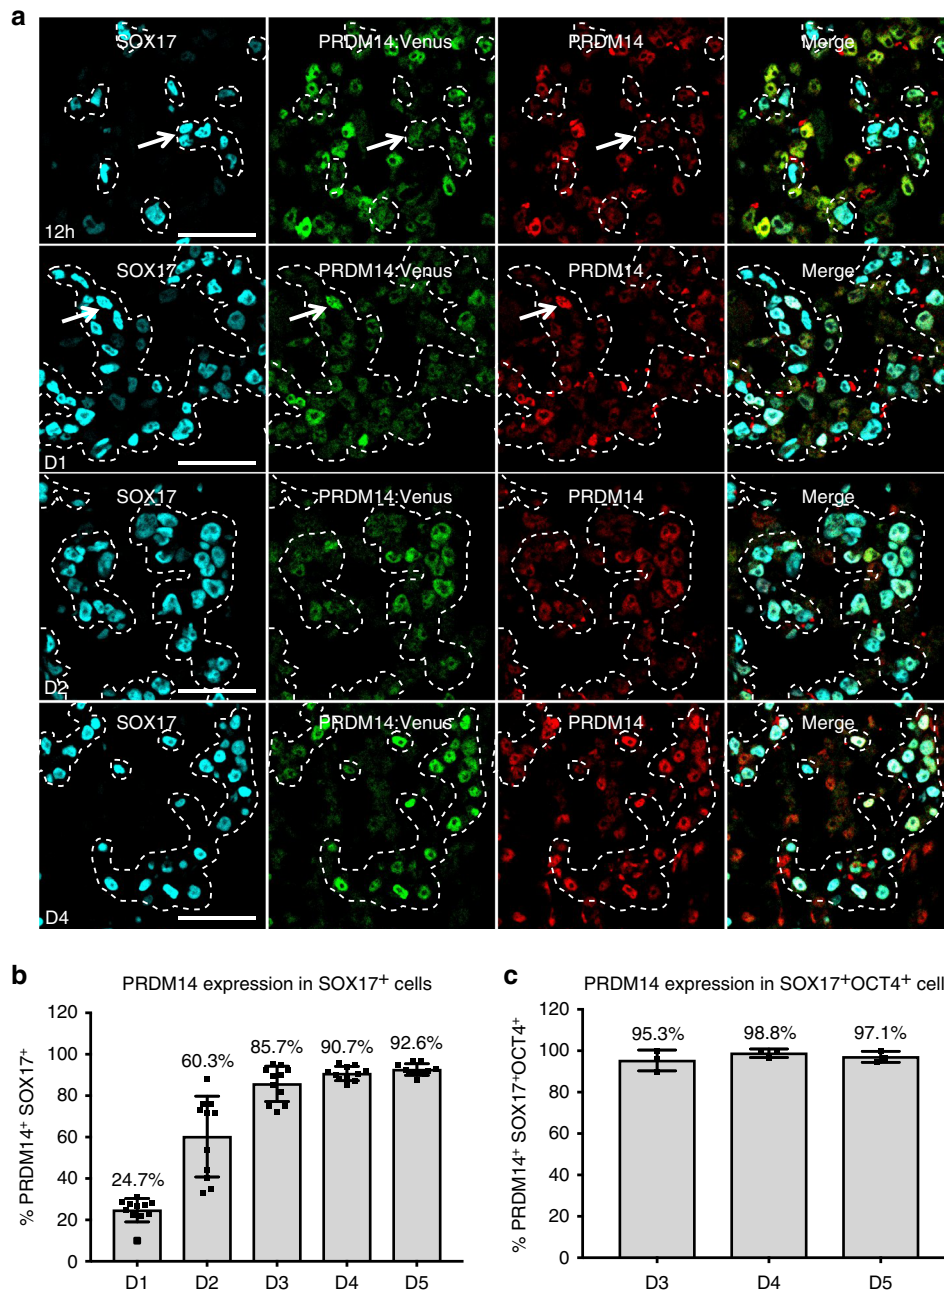 a
SOX17 PRDM14:Venus PRDM14 Merge
12h
SOX17 PRDM14:Venus PRDM14 Merge
D1
SOX17 PRDM14:Venus PRDM14 Merge
D2
SOX17 PRDM14:Venus PRDM14 Merge
D4
b PRDM14 expression in SOX17⁺ cells
% PRDM14⁺ SOX17⁺
120
100
80
60
40
20
0
24.7% 60.3% 85.7% 90.7% 92.6%
D1 D2 D3 D4 D5
c PRDM14 expression in SOX17⁺OCT4⁺ cell
% PRDM14⁺ SOX17⁺OCT4⁺
120
100
80
60
40
20
0
95.3% 98.8% 97.1%
D3 D4 D5